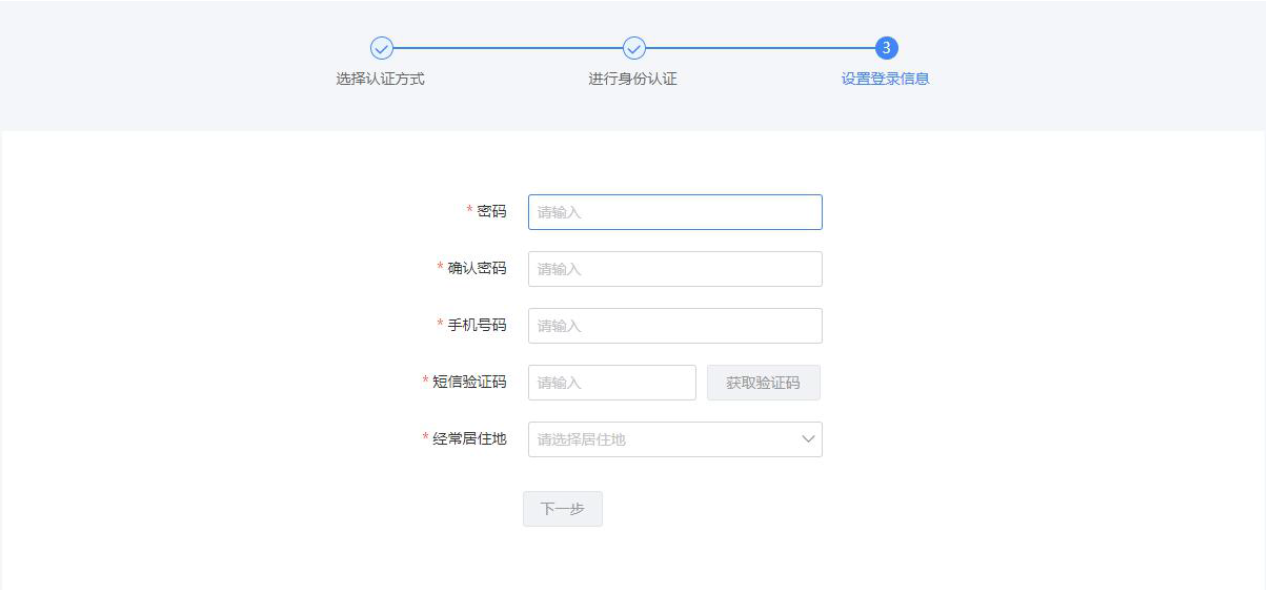 3
选择认证方式
进行身份认证
设置登录信息
* 密码 请输入
* 确认密码 请输入
* 手机号码 请输入
* 短信验证码 请输入 获取验证码
* 经常居住地 请选择居住地
下一步